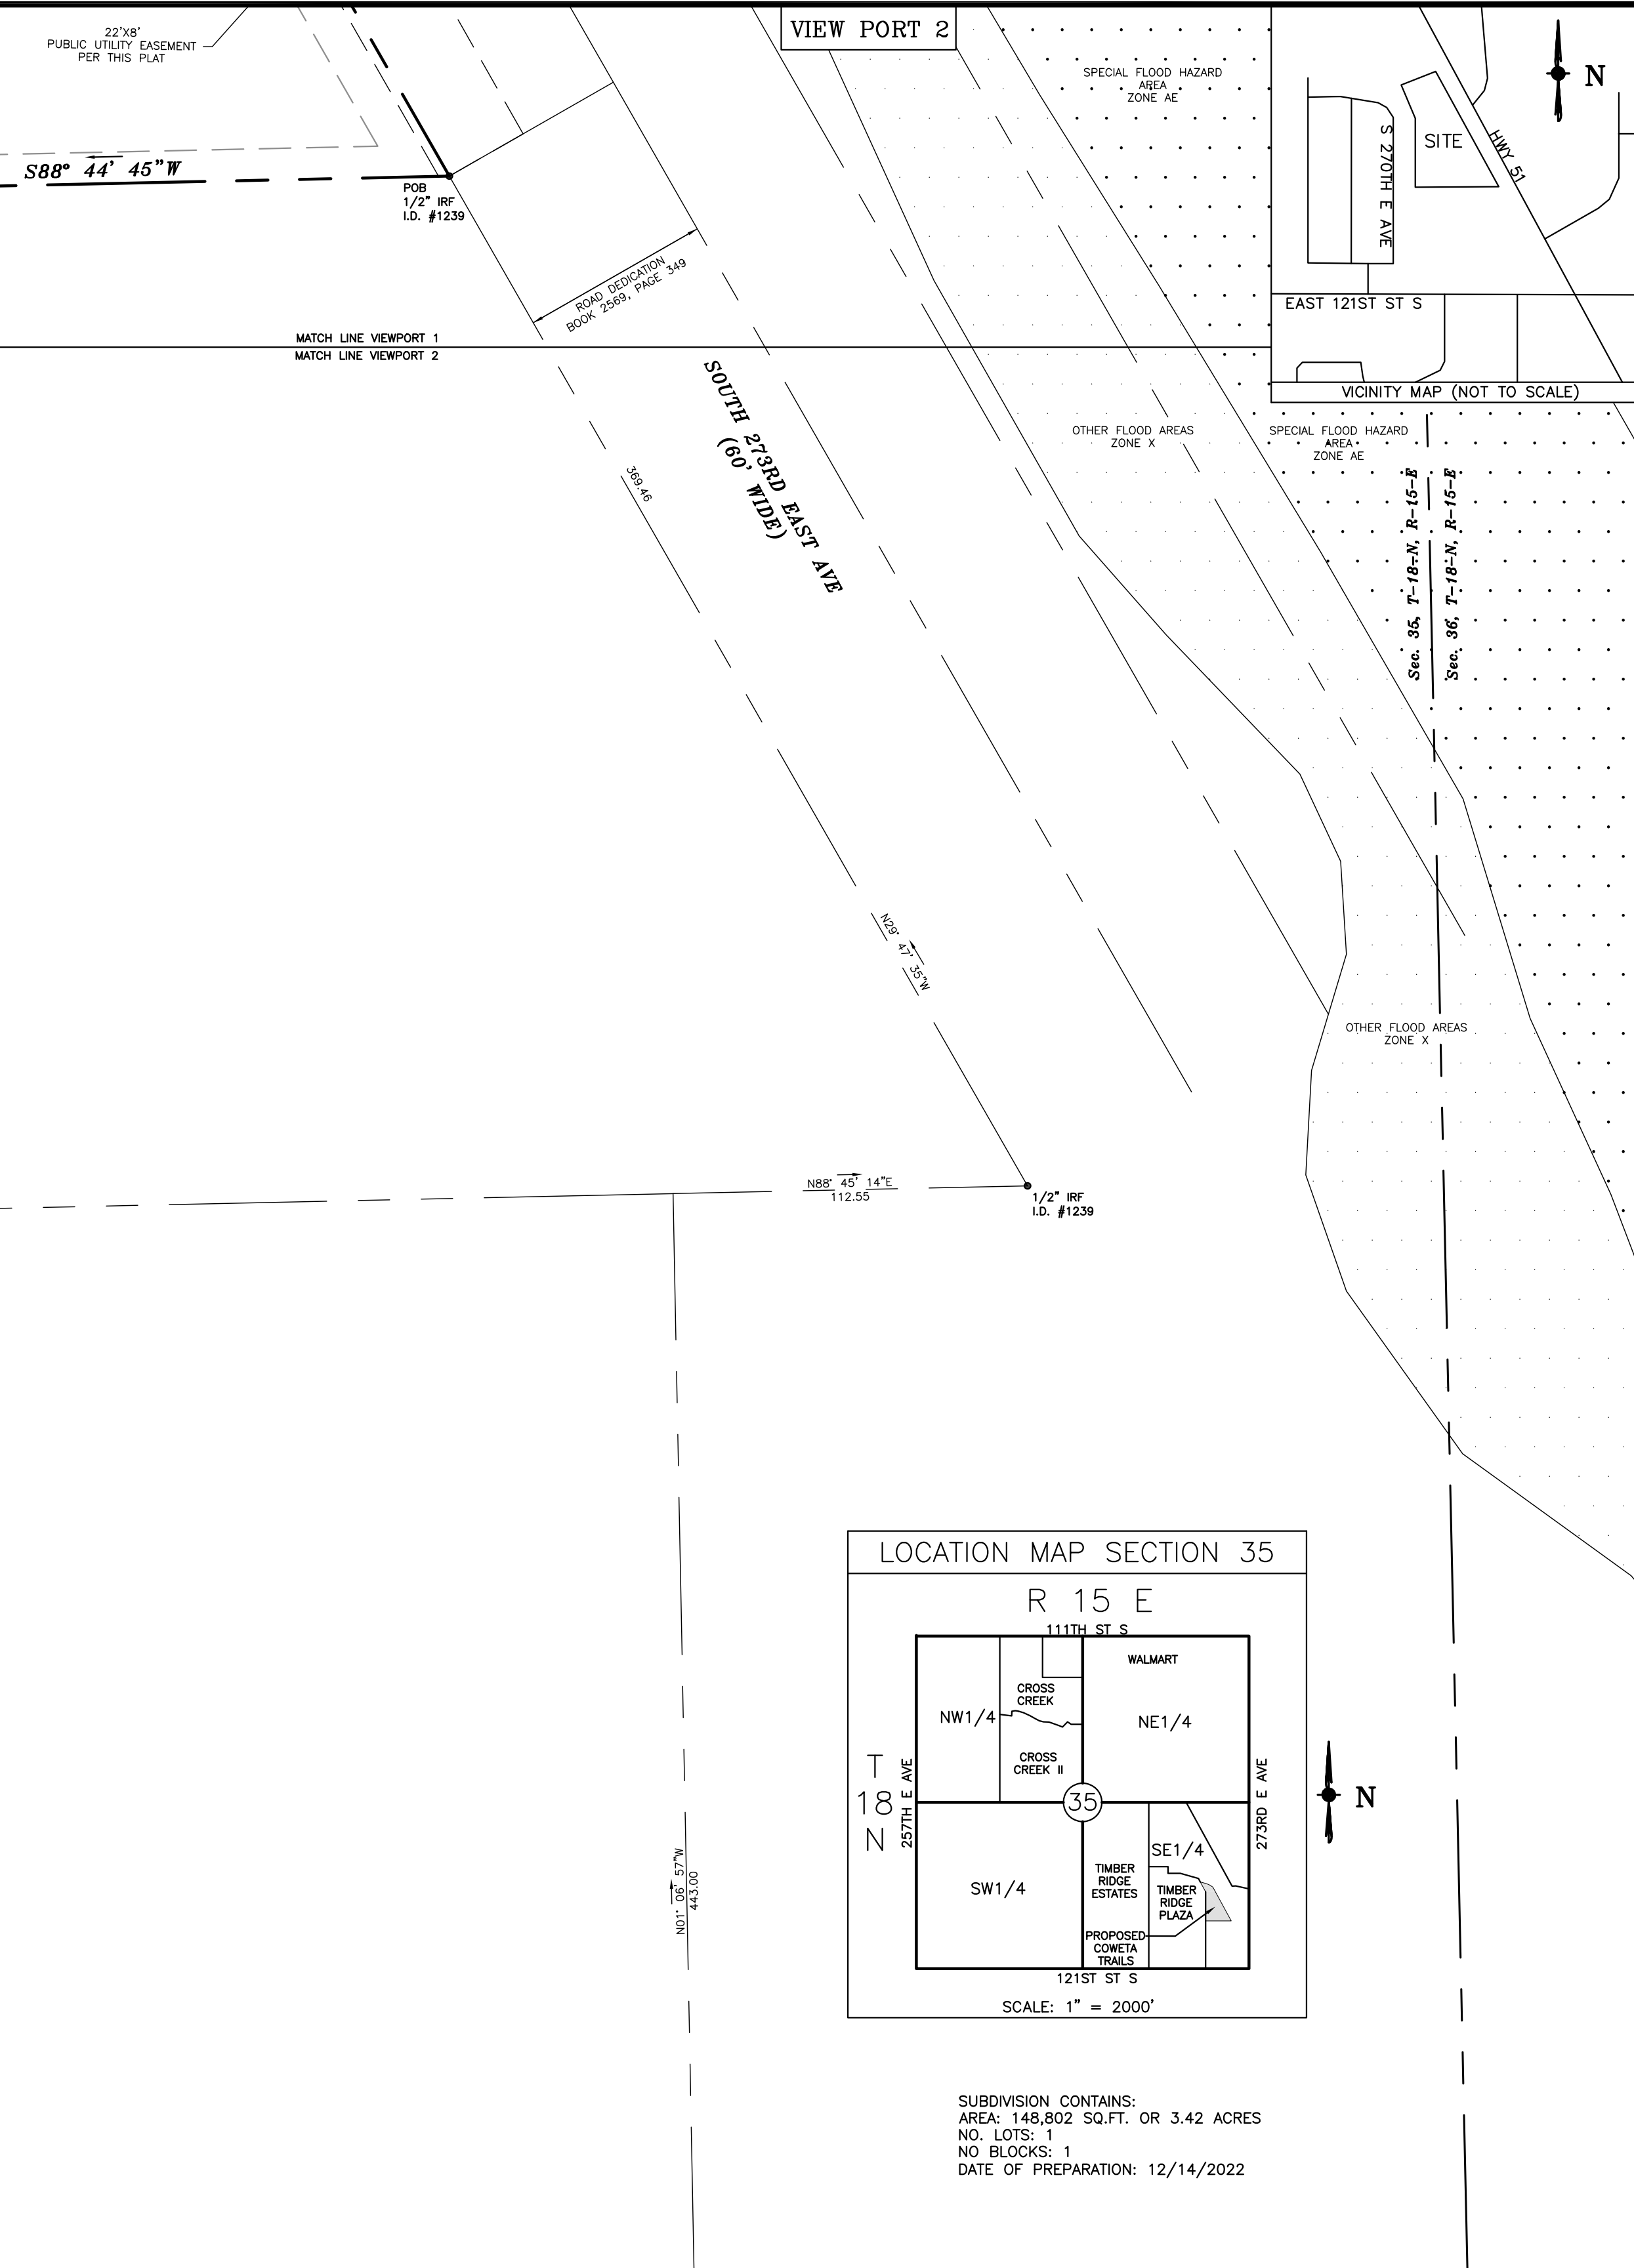 VIEW PORT 2
22'X8'
PUBLIC UTILITY EASEMENT
PER THIS PLAT
SPECIAL FLOOD HAZARD
AREA
ZONE AE
N
SITE
HWY 51
S 270TH E AVE
S88° 44' 45"W
POB
1/2" IRF
I.D. #1239
ROAD DEDICATION
BOOK 2569, PAGE 349
EAST 121ST ST S
MATCH LINE VIEWPORT 1
MATCH LINE VIEWPORT 2
VICINITY MAP (NOT TO SCALE)
SOUTH 273RD EAST AVE
(60' WIDE)
OTHER FLOOD AREAS
ZONE X
SPECIAL FLOOD HAZARD
AREA
ZONE AE
369.46
Sec. 35, T-18-N, R-15-E
Sec. 36, T-18-N, R-15-E
N29° 47' 35"W
OTHER FLOOD AREAS
ZONE X
N88° 45' 14"E
112.55
1/2" IRF
I.D. #1239
LOCATION MAP SECTION 35
R 15 E
111TH ST S
WALMART
CROSS
CREEK
NW1/4
NE1/4
CROSS
CREEK II
T
18
N
257TH E AVE
35
273RD E AVE
N
SE1/4
TIMBER
RIDGE
ESTATES
SW1/4
TIMBER
RIDGE
PLAZA
PROPOSED
COWETA
TRAILS
121ST ST S
SCALE: 1" = 2000'
N01° 06' 57"W
443.00
SUBDIVISION CONTAINS:
AREA: 148,802 SQ.FT. OR 3.42 ACRES
NO. LOTS: 1
NO BLOCKS: 1
DATE OF PREPARATION: 12/14/2022